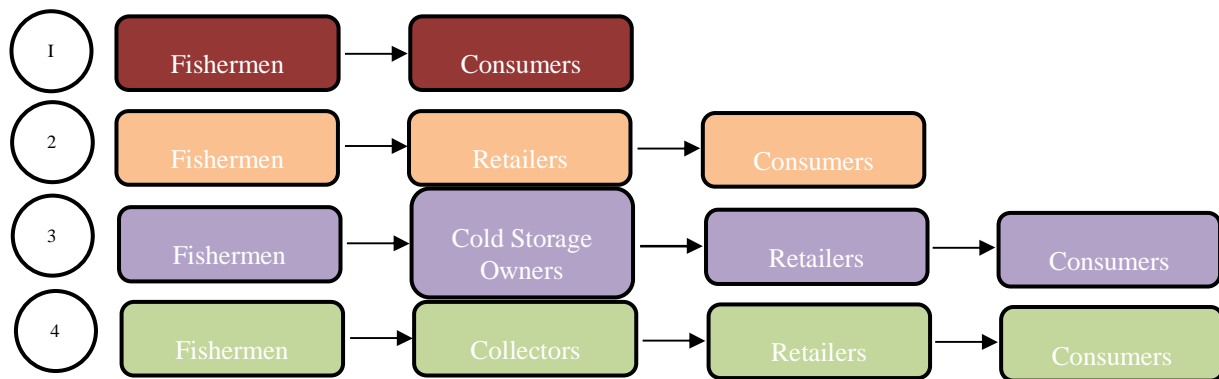 I
Fishermen
Consumers
2
Fishermen
Retailers
Consumers
3
Fishermen
Cold Storage
Owners
Retailers
Consumers
4
Fishermen
Collectors
Retailers
Consumers